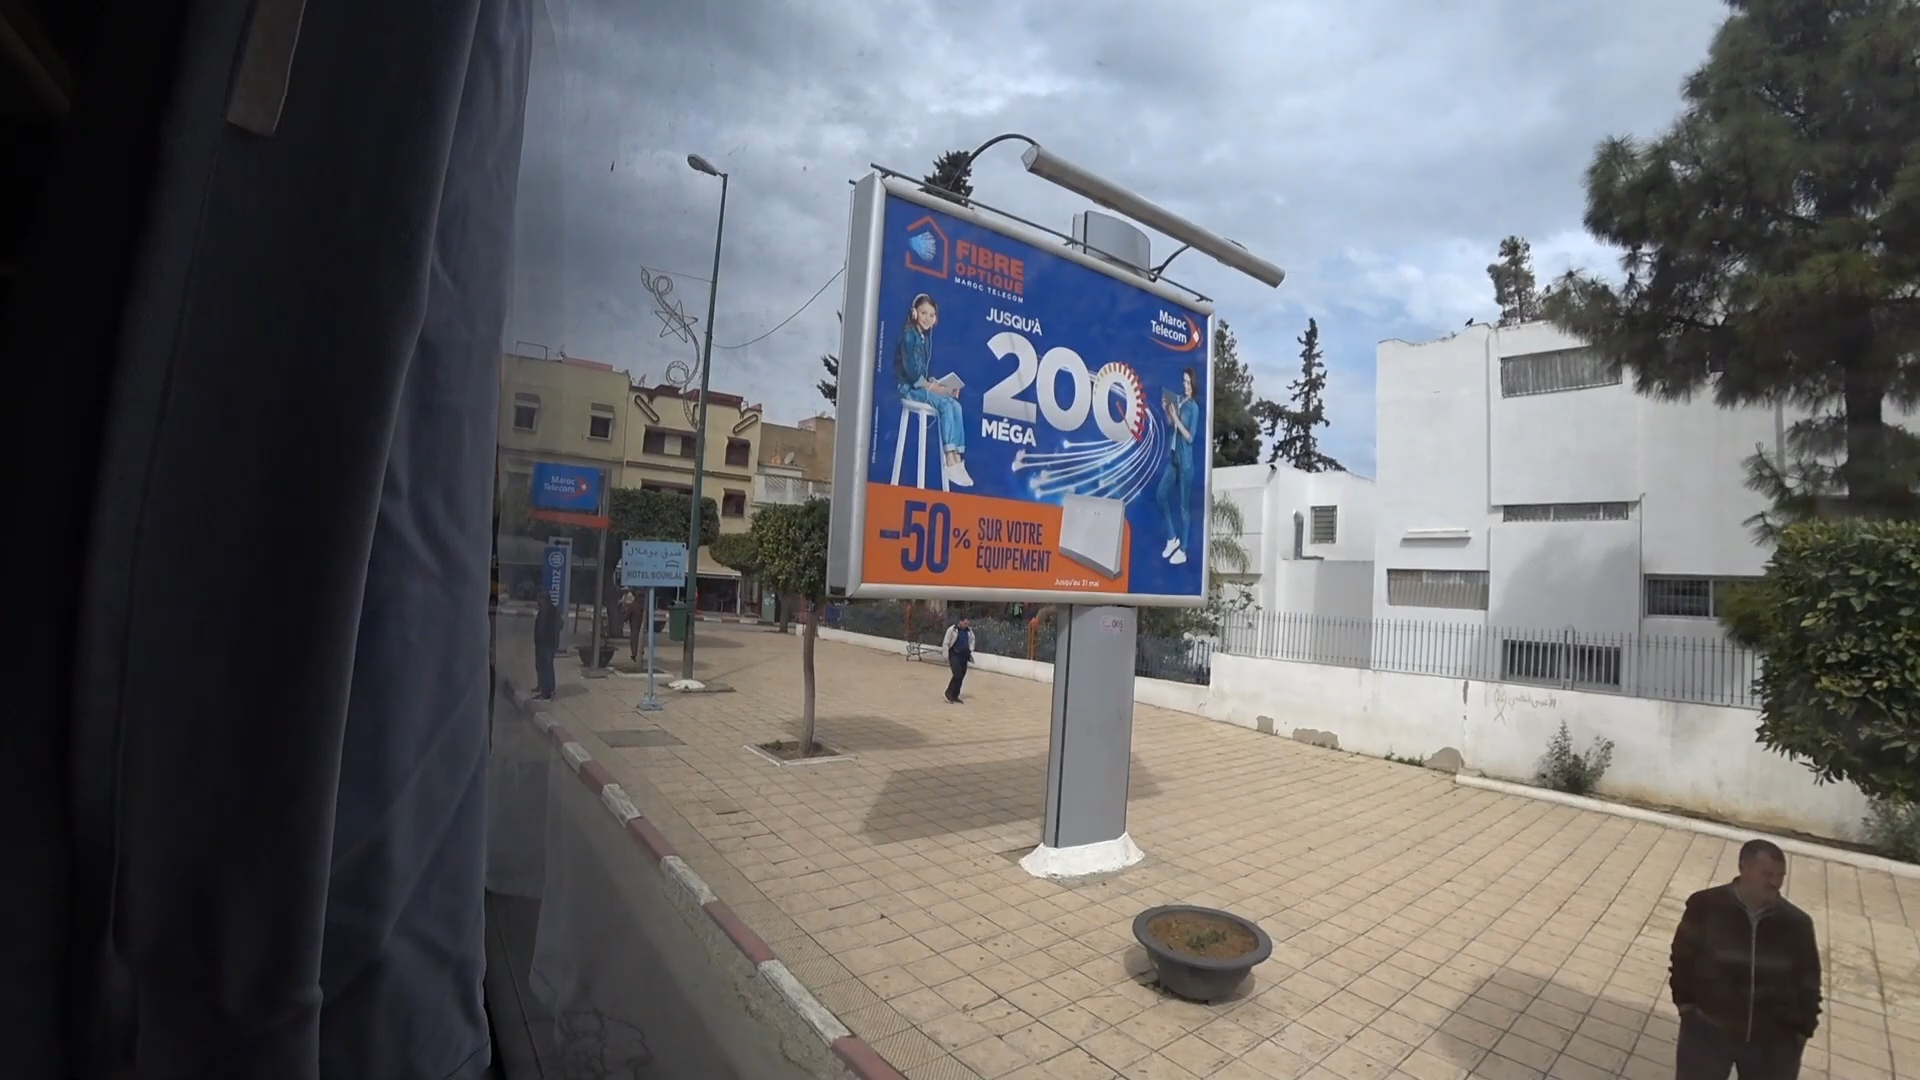 FIBRE
OPTIQUE
MAROC TELECOM
JUSQU'À
200
MÉGA
Maroc
Telecom
-50% SUR VOTRE
ÉQUIPEMENT
Jusqu'au 31 mai
Maroc
Telecom
Allianz
فندق بوهلال
HOTEL BOUHLAL